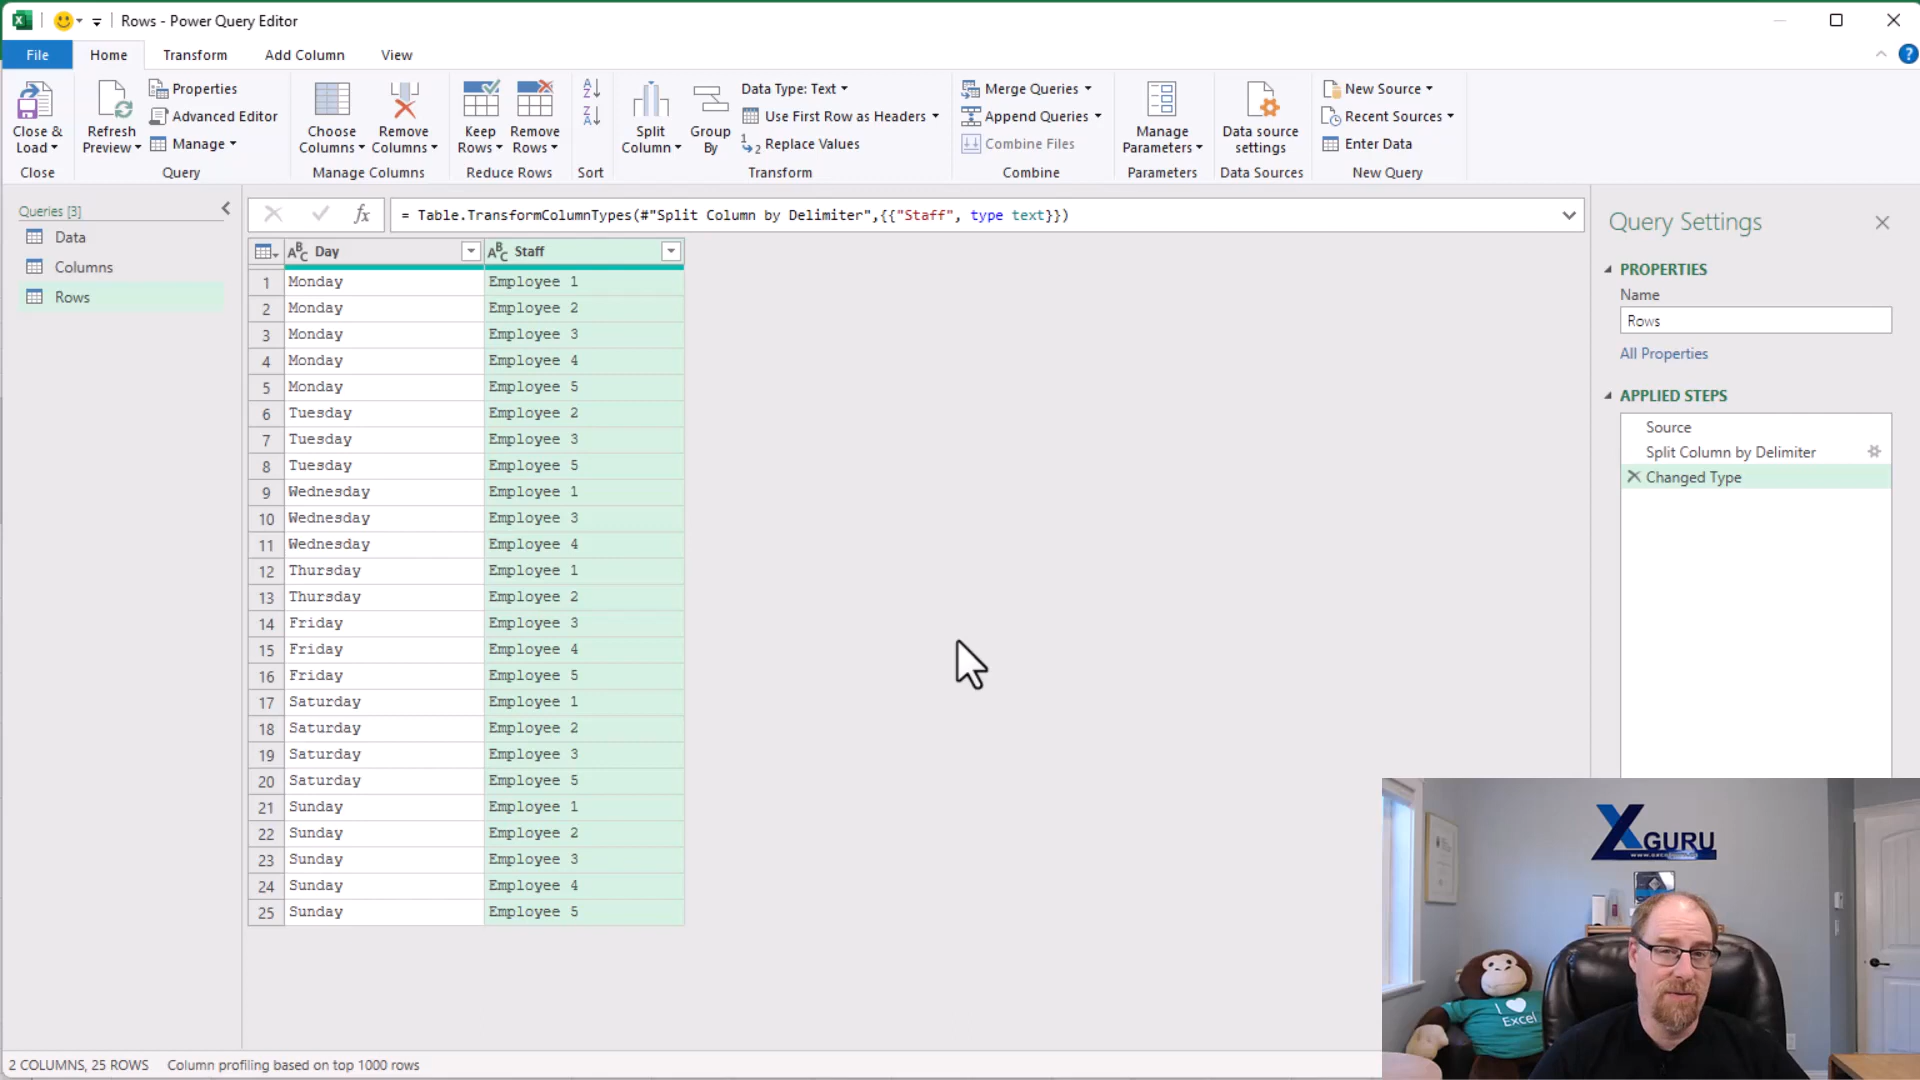 Rows - Power Query Editor
File Home Transform Add Column View
Close & Load
Close
Refresh Preview
Properties
Advanced Editor
Manage
Query
Choose Columns
Remove Columns
Manage Columns
Keep Rows
Remove Rows
Reduce Rows
A Z
Z A
Sort
Split Column
Group By
Data Type: Text
Use First Row as Headers
1 2 Replace Values
Transform
Merge Queries
Append Queries
Combine Files
Combine
Manage Parameters
Parameters
Data source settings
Data Sources
New Source
Recent Sources
Enter Data
New Query
?
Queries [3]
Data
Columns
Rows
fx = Table.TransformColumnTypes(#"Split Column by Delimiter",{{"Staff", type text}})
ABC Day ABC Staff
1 Monday Employee 1
2 Monday Employee 2
3 Monday Employee 3
4 Monday Employee 4
5 Monday Employee 5
6 Tuesday Employee 2
7 Tuesday Employee 3
8 Tuesday Employee 5
9 Wednesday Employee 1
10 Wednesday Employee 3
11 Wednesday Employee 4
12 Thursday Employee 1
13 Thursday Employee 2
14 Friday Employee 3
15 Friday Employee 4
16 Friday Employee 5
17 Saturday Employee 1
18 Saturday Employee 2
19 Saturday Employee 3
20 Saturday Employee 5
21 Sunday Employee 1
22 Sunday Employee 2
23 Sunday Employee 3
24 Sunday Employee 4
25 Sunday Employee 5
2 COLUMNS, 25 ROWS Column profiling based on top 1000 rows
Query Settings
PROPERTIES
Name
Rows
All Properties
APPLIED STEPS
Source
Split Column by Delimiter
Changed Type
XLGURU
I ♥
Excel